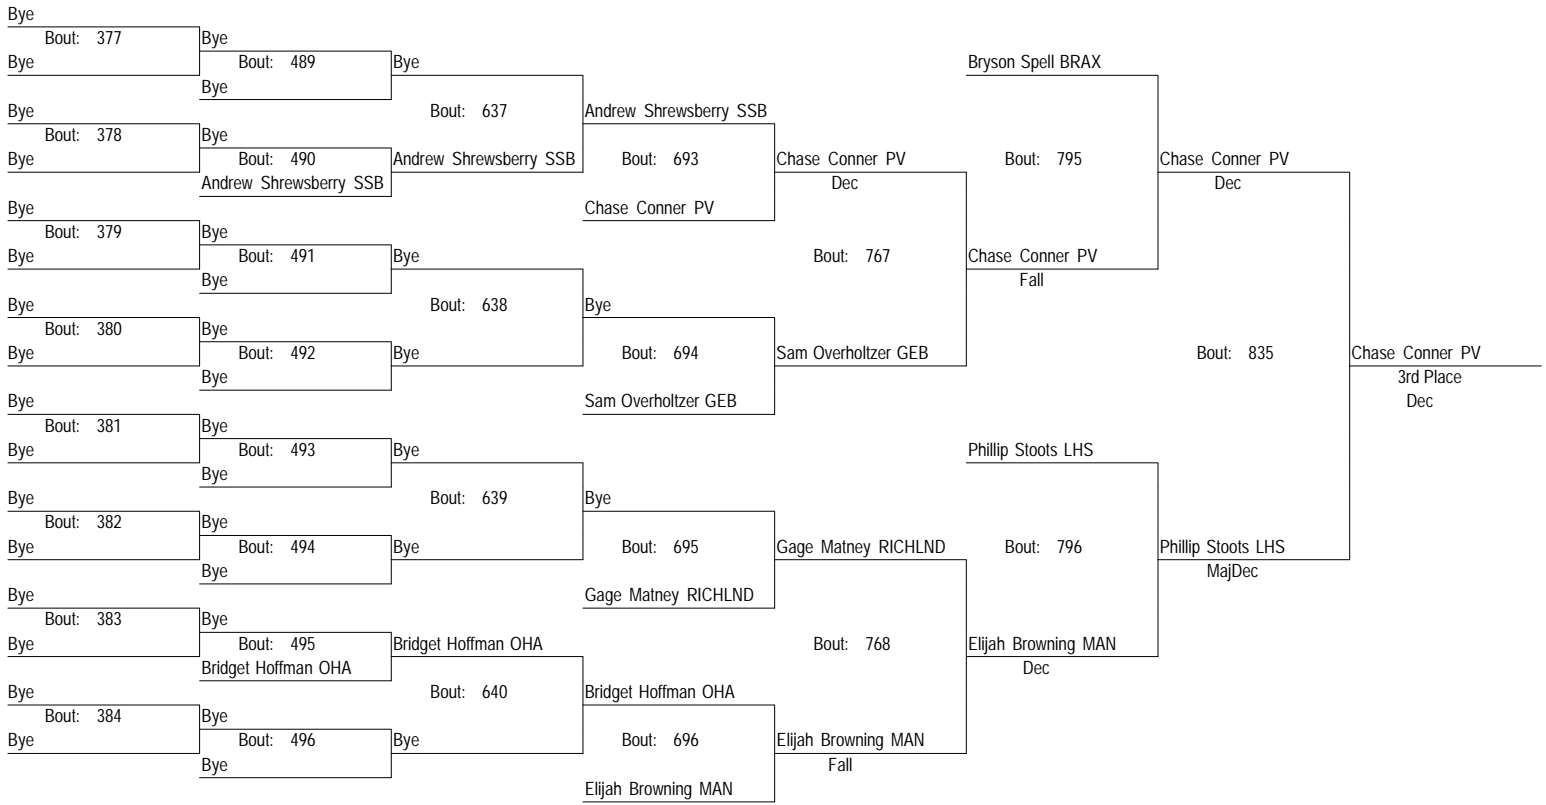 Bye
Bout: 377
Bye
Bye
Bout: 378
Bye
Bye
Bout: 379
Bye
Bye
Bout: 380
Bye
Bye
Bout: 381
Bye
Bye
Bout: 382
Bye
Bye
Bout: 383
Bye
Bye
Bout: 384
Bye
Bye
Bout: 489
Bye
Bye
Bout: 490
Andrew Shrewsberry SSB
Bye
Bout: 491
Bye
Bye
Bout: 492
Bye
Bye
Bout: 493
Bye
Bye
Bout: 494
Bye
Bye
Bout: 495
Bridget Hoffman OHA
Bye
Bout: 496
Bye
Bye
Bout: 637
Andrew Shrewsberry SSB
Bye
Bout: 638
Bye
Bye
Bout: 639
Bye
Bridget Hoffman OHA
Bout: 640
Bye
Andrew Shrewsberry SSB
Bout: 693
Chase Conner PV
Bye
Bout: 694
Sam Overholtzer GEB
Bye
Bout: 695
Gage Matney RICHLND
Bridget Hoffman OHA
Bout: 696
Elijah Browning MAN
Chase Conner PV
Dec
Bout: 767
Sam Overholtzer GEB
Gage Matney RICHLND
Bout: 768
Elijah Browning MAN
Fall
Bryson Spell BRAX
Bout: 795
Chase Conner PV
Fall
Phillip Stoots LHS
Bout: 796
Elijah Browning MAN
Dec
Chase Conner PV
Dec
Bout: 835
Phillip Stoots LHS
MajDec
Chase Conner PV
3rd Place
Dec